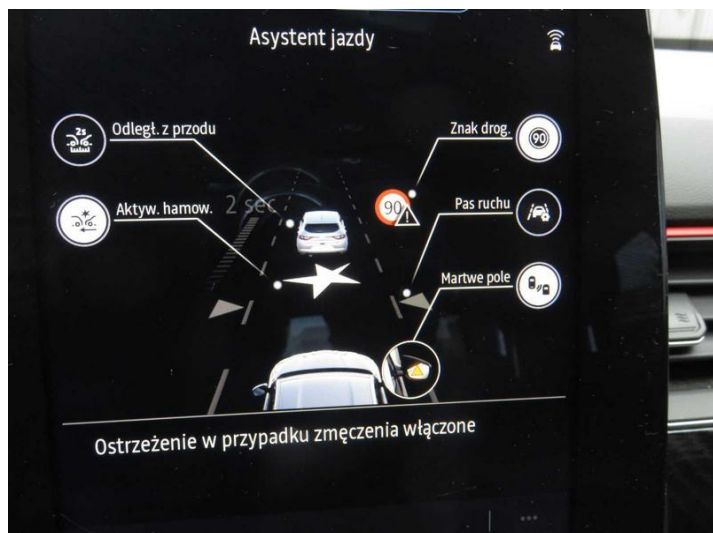 Asystent jazdy
2s
Odległ. z przodu
Znak drog.
90
Aktyw. hamow.
2 sec
90
Pas ruchu
Martwe pole
Ostrzeżenie w przypadku zmęczenia włączone